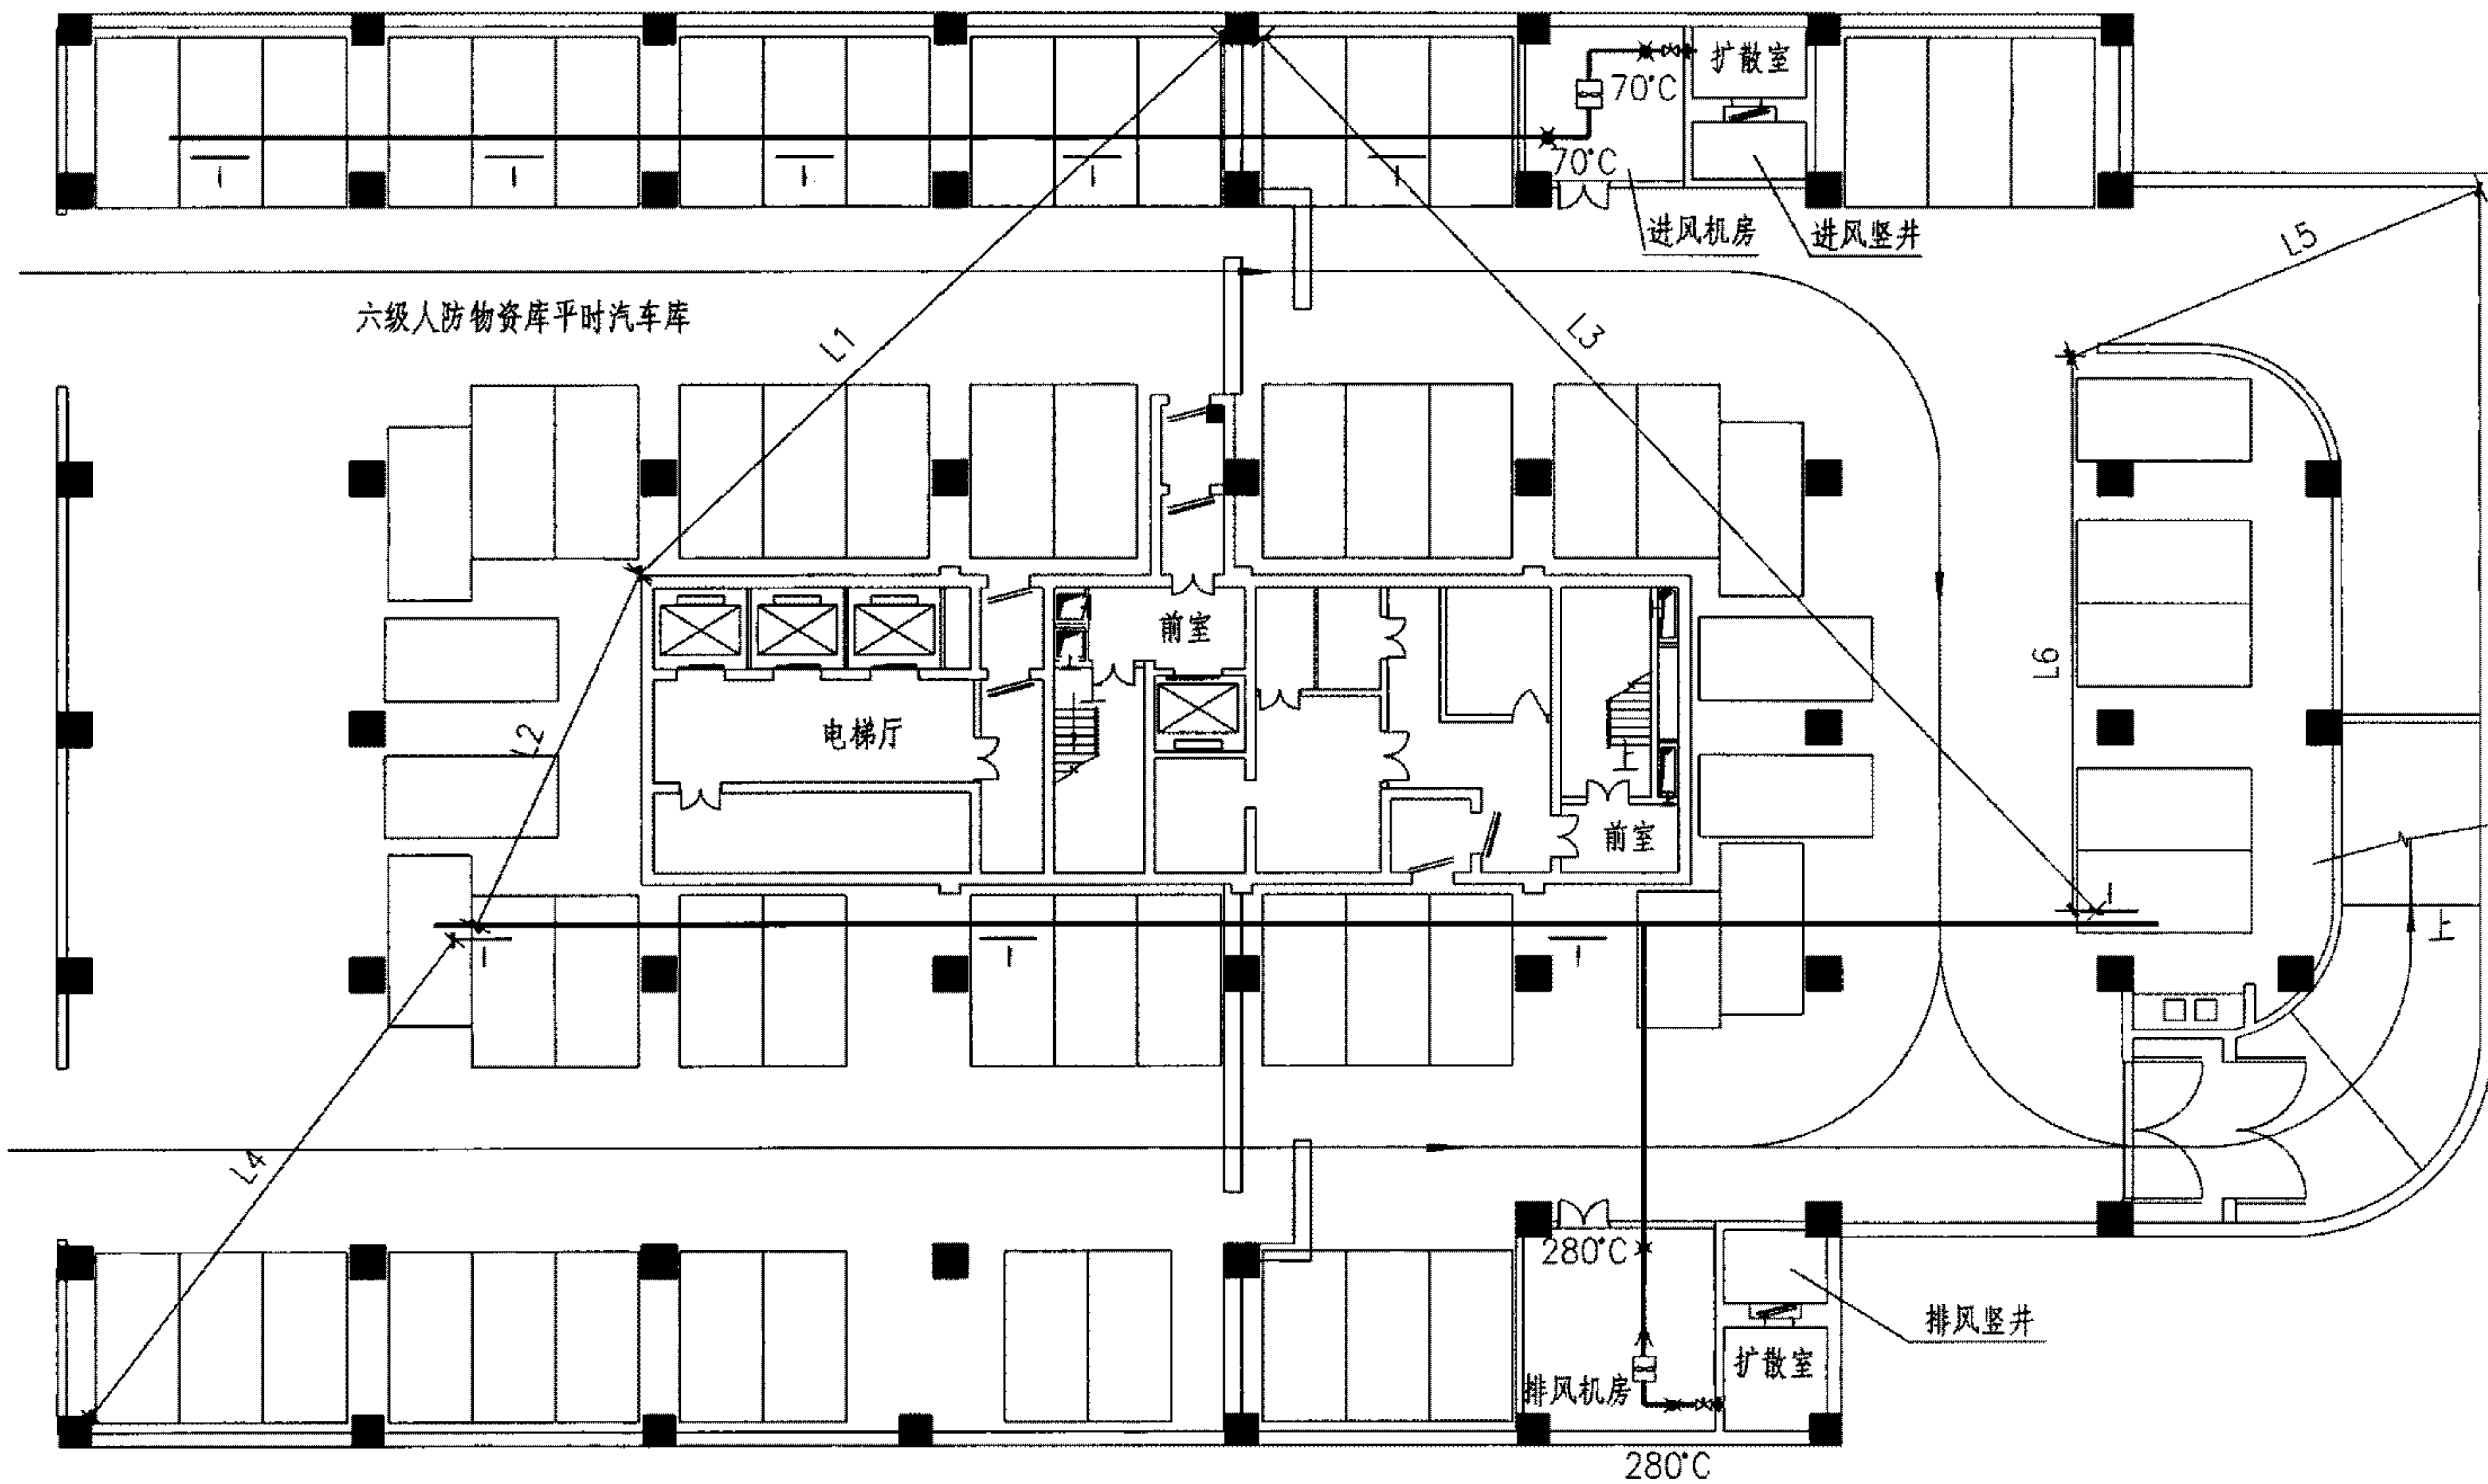 扩散室
70°C
70°C
进风机房
进风竖井
L5
六级人防物资库平时汽车库
L1
L3
前室
L6
电梯厅
L2
上
前室
上
L4
280°C
排风竖井
扩散室
排风机房
280°C